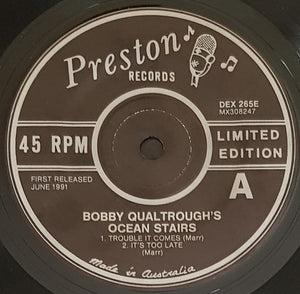 Preston
RECORDS
DEX 265E
MX308247
45 RPM
LIMITED
EDITION
FIRST RELEASED
JUNE 1991
A
BOBBY QUALTROUGH'S
OCEAN STAIRS
1. TROUBLE IT COMES (Marr)
2. IT'S TOO LATE
(Marr)
Made in Australia